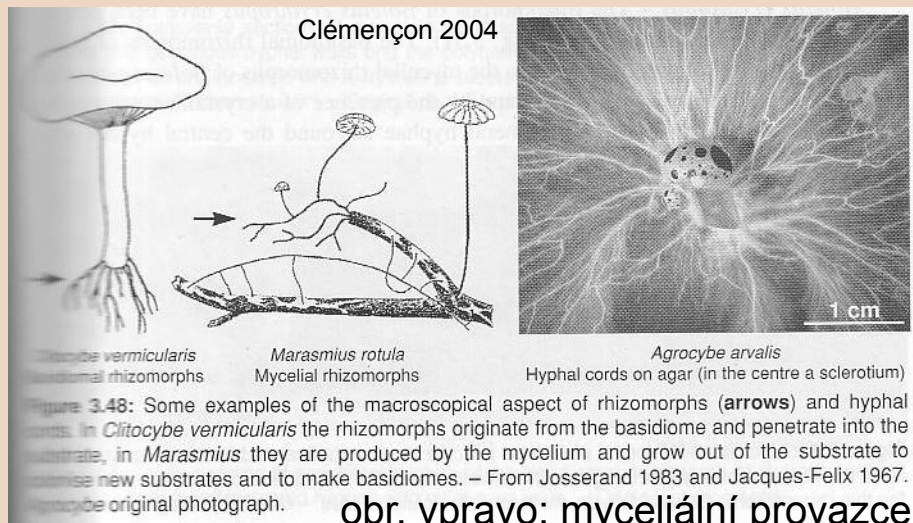 Clémençon 2004
1 cm
Clitocybe vermicularis
rhizomorphs
Marasmius rotula
Mycelial rhizomorphs
Agrocybe arvalis
Hyphal cords on agar (in the centre a sclerotium)
Figure 3.48: Some examples of the macroscopical aspect of rhizomorphs (arrows) and hyphal
In Clitocybe vermicularis the rhizomorphs originate from the basidiome and penetrate into the
in Marasmius they are produced by the mycelium and grow out of the substrate to
new substrates and to make basidiomes. – From Josserand 1983 and Jacques-Felix 1967.
Agrocybe original photograph.
obr. vpravo: myceliální provazce